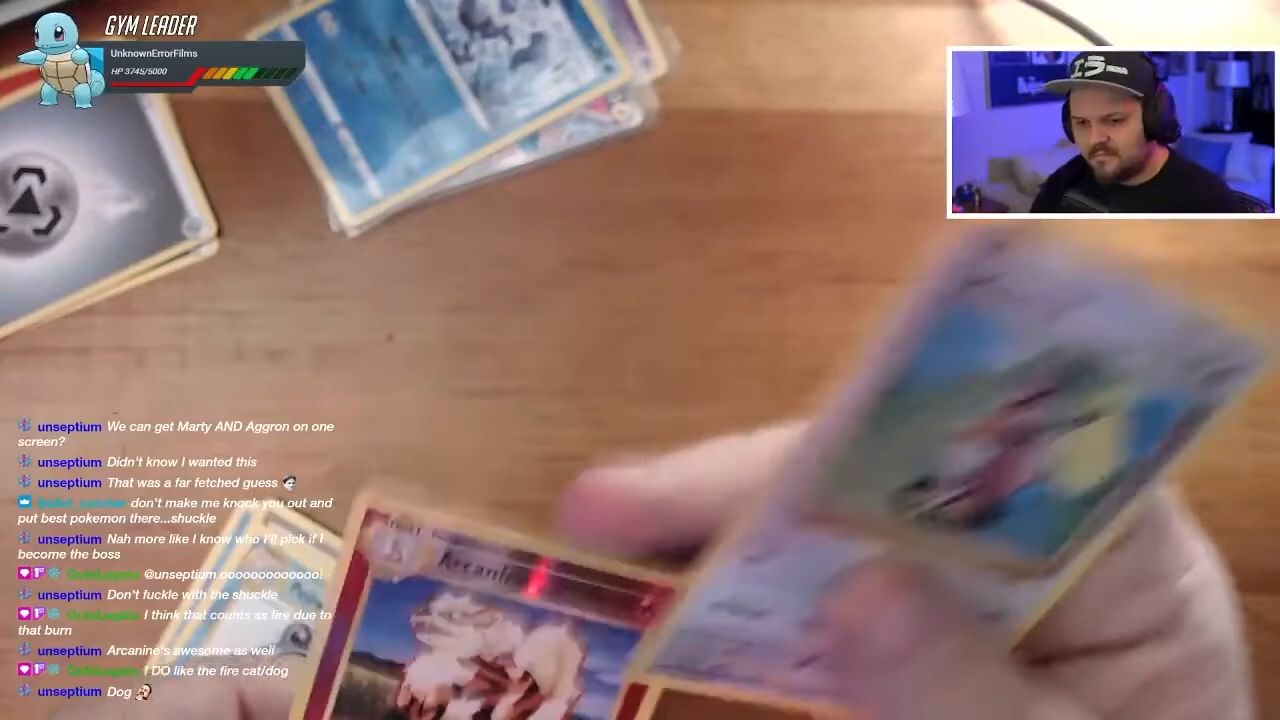 GYM LEADER
UnknownErrorFilms
HP 3745/5000
unseptium We can get Marty AND Aggron on one
screen?
unseptium Didn't know I wanted this
unseptium That was a far fetched guess
don't make me knock you out and
put best pokemon there...shuckle
unseptium Nah more like I know who I'll pick if I
become the boss
@unseptium
unseptium Don't fuckle with the shuckle
I think that counts as fire due to
that burn
unseptium Arcanine's awesome as well
I DO like the fire cat/dog
unseptium Dog